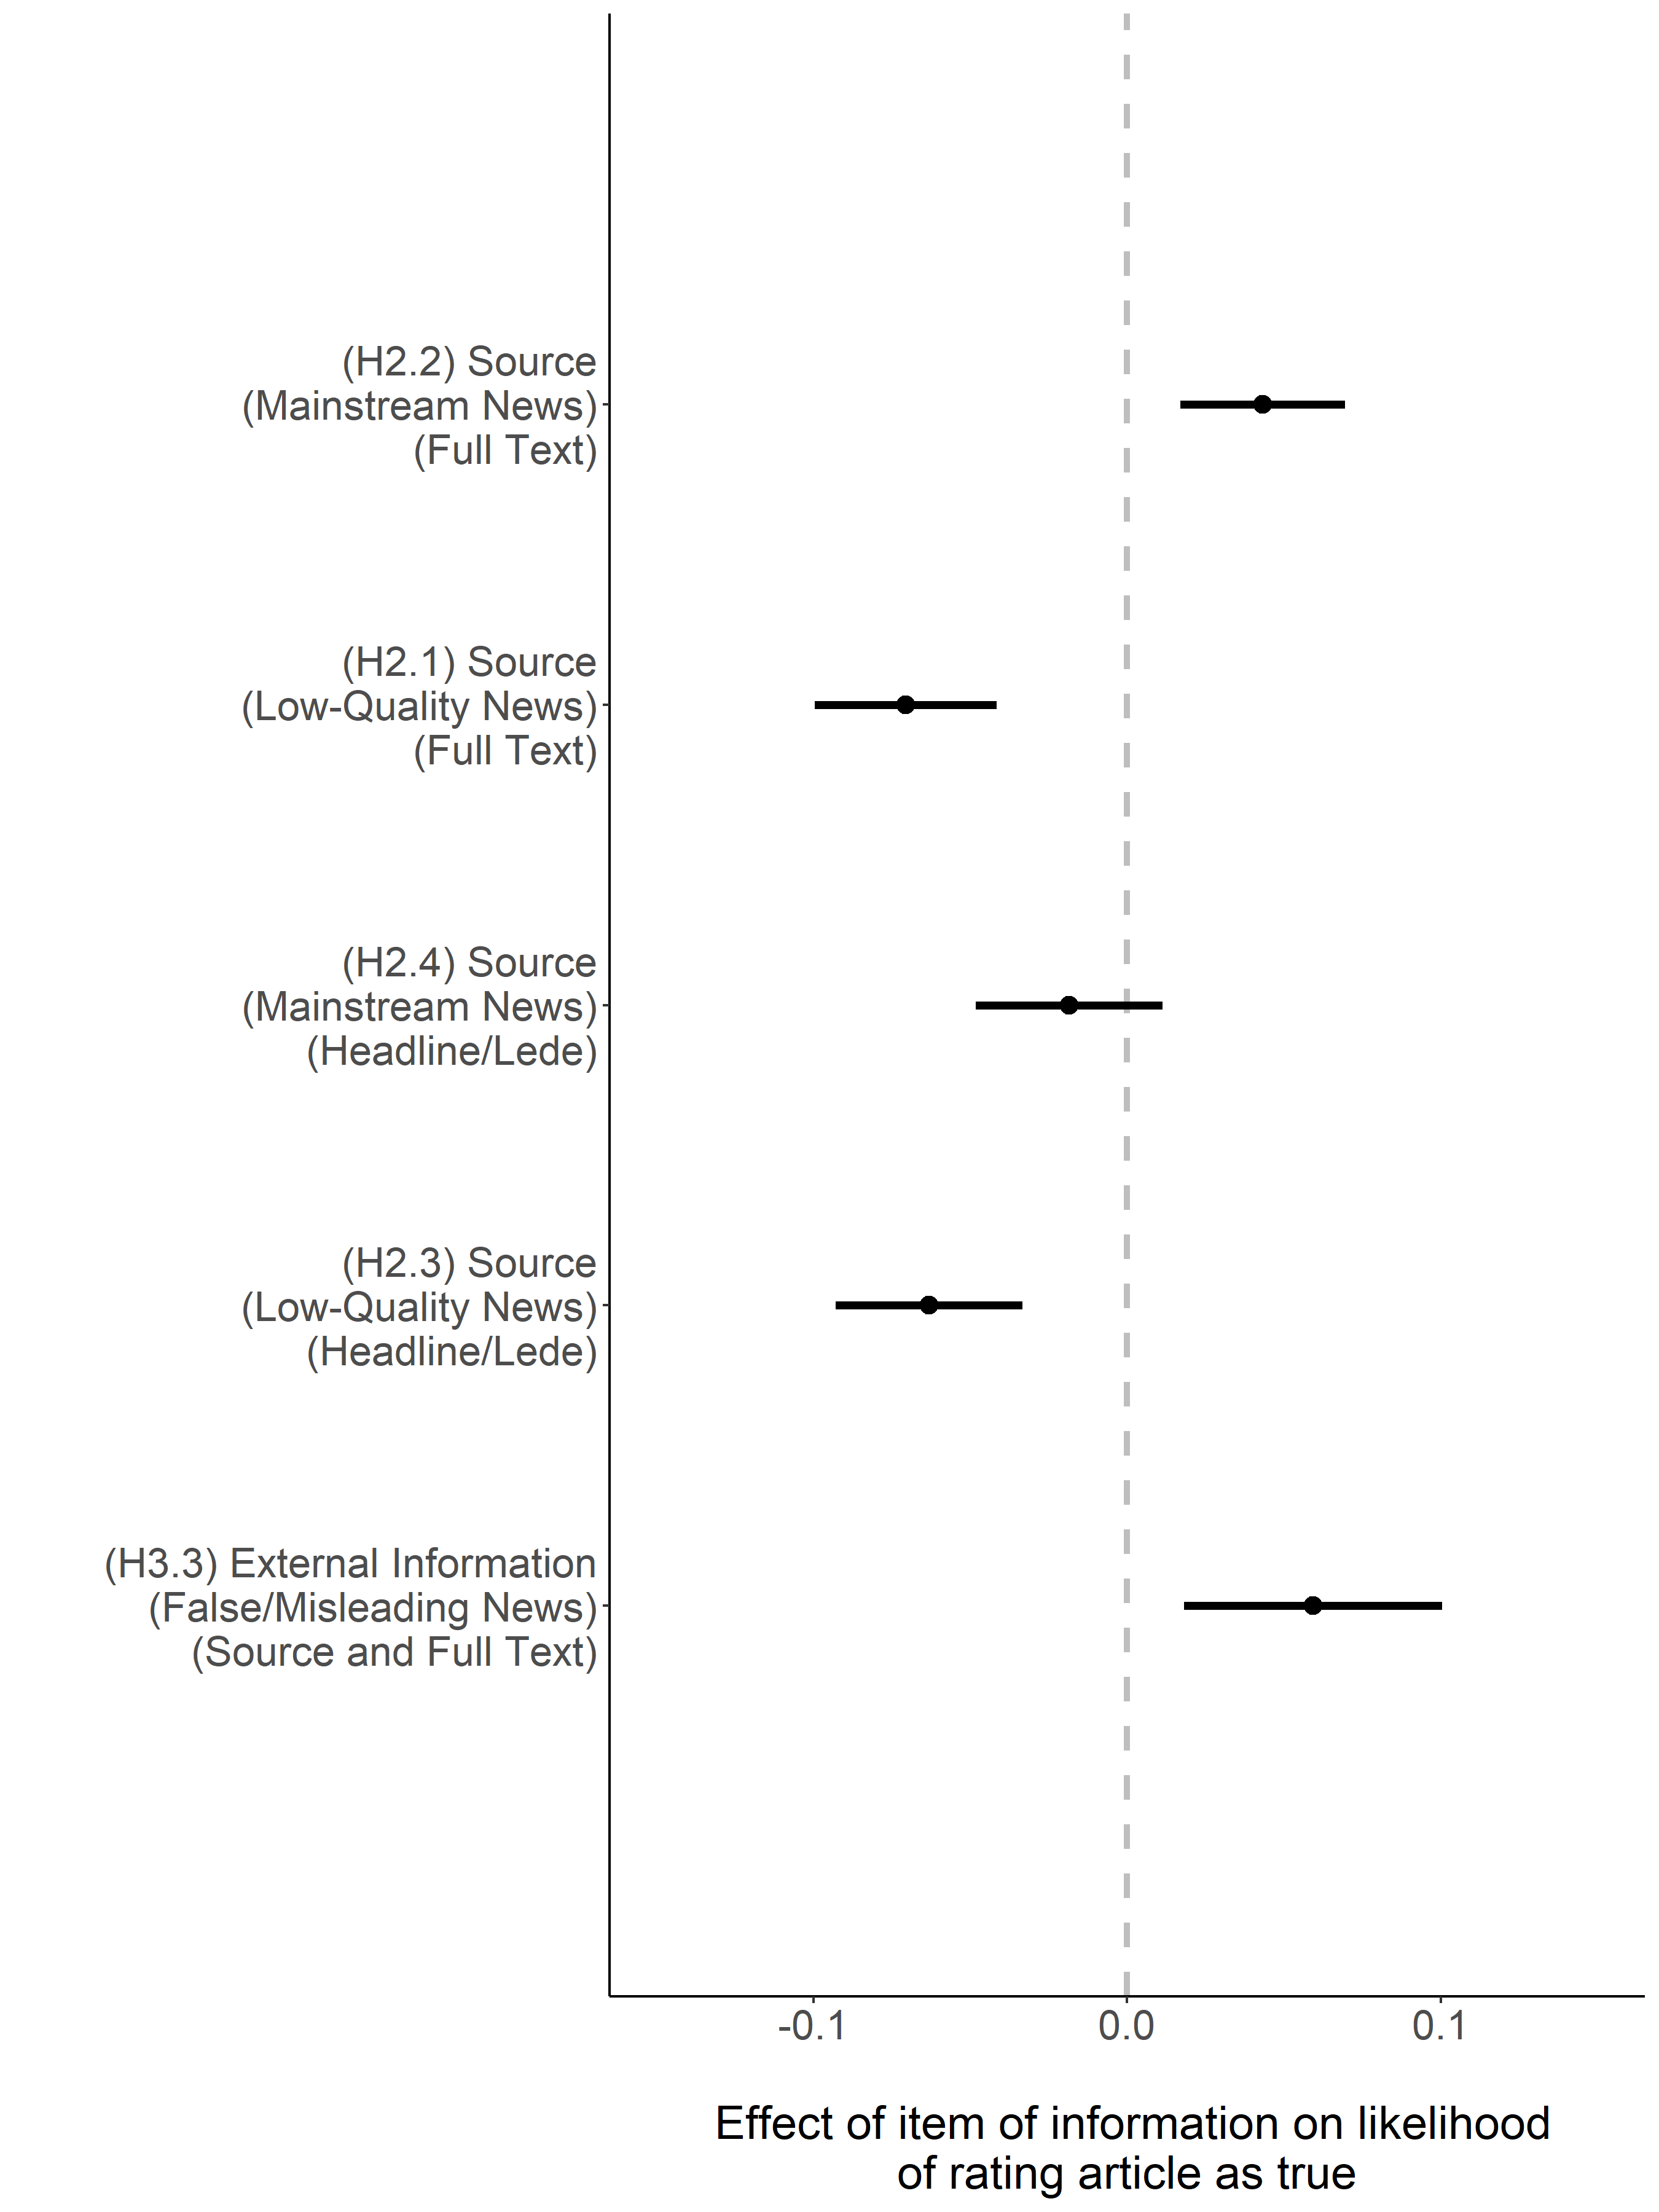 (H2.2) Source
(Mainstream News)
(Full Text)
(H2.1) Source
(Low-Quality News)
(Full Text)
(H2.4) Source
(Mainstream News)
(Headline/Lede)
(H2.3) Source
(Low-Quality News)
(Headline/Lede)
(H3.3) External Information
(False/Misleading News)
(Source and Full Text)
-0.1 0.0 0.1
Effect of item of information on likelihood
of rating article as true